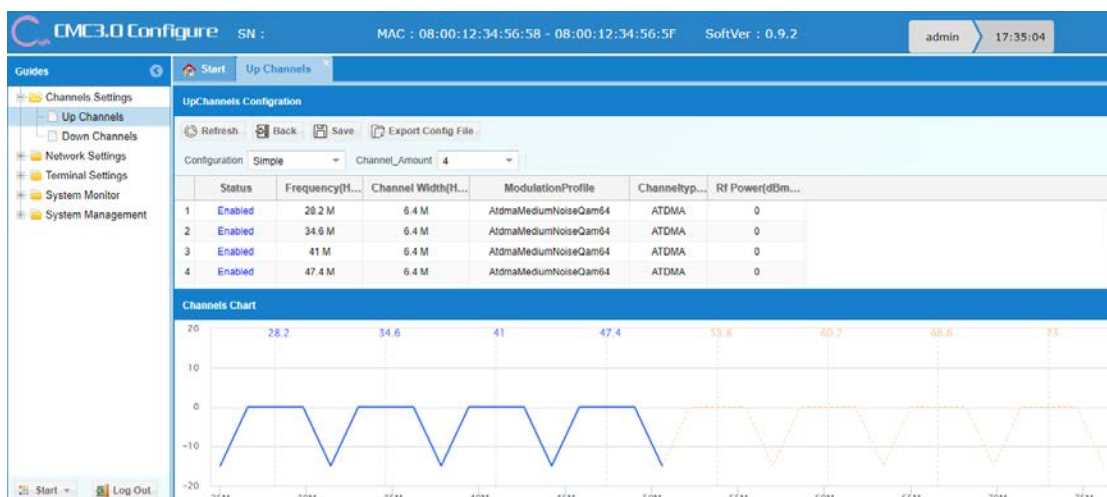 CMC3.0 Configure SN : MAC : 08:00:12:34:56:58 - 08:00:12:34:56:5F SoftVer : 0.9.2 admin 17:35:04
Guides
Channels Settings
Up Channels
Down Channels
Network Settings
Terminal Settings
System Monitor
System Management
Start Log Out
Start Up Channels
UpChannels Configration
Refresh Back Save Export Config File
Configuration Simple Channel_Amount 4
Status Frequency(H... Channel Width(H... ModulationProfile Channeltyp... Rf Power(dBm...
1 Enabled 28.2 M 6.4 M AtdmaMediumNoiseQam64 ATDMA 0
2 Enabled 34.6 M 6.4 M AtdmaMediumNoiseQam64 ATDMA 0
3 Enabled 41 M 6.4 M AtdmaMediumNoiseQam64 ATDMA 0
4 Enabled 47.4 M 6.4 M AtdmaMediumNoiseQam64 ATDMA 0
Channels Chart
28.2 34.6 41 47.4 53.8 60.2 66.6 73
20
10
0
-10
-20